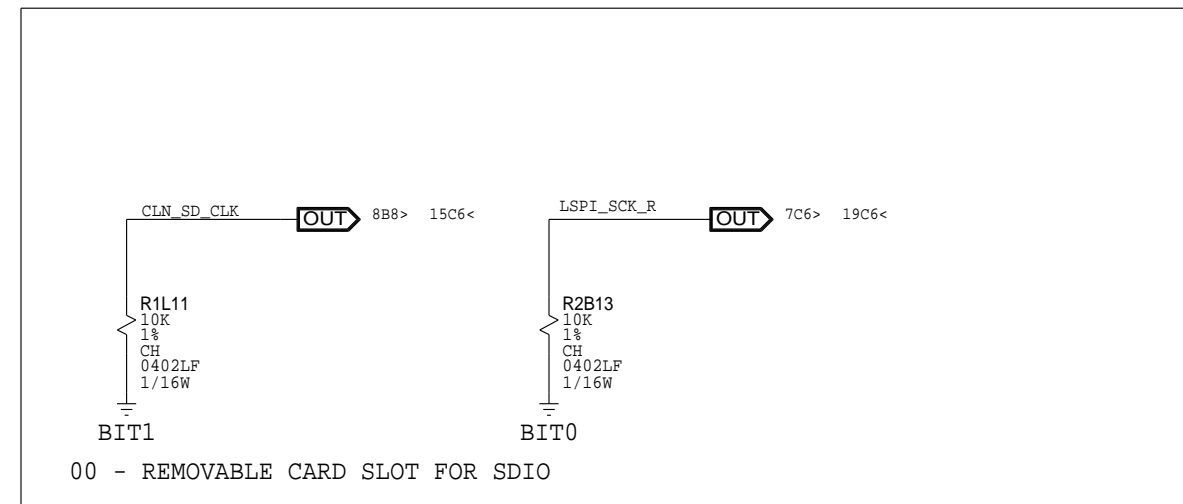 CLN_SD_CLK OUT 8B8> 15C6<
LSPI_SCK_R OUT 7C6> 19C6<
R1L11
10K
1%
CH
0402LF
1/16W
BIT1
R2B13
10K
1%
CH
0402LF
1/16W
BIT0
00 - REMOVABLE CARD SLOT FOR SDIO